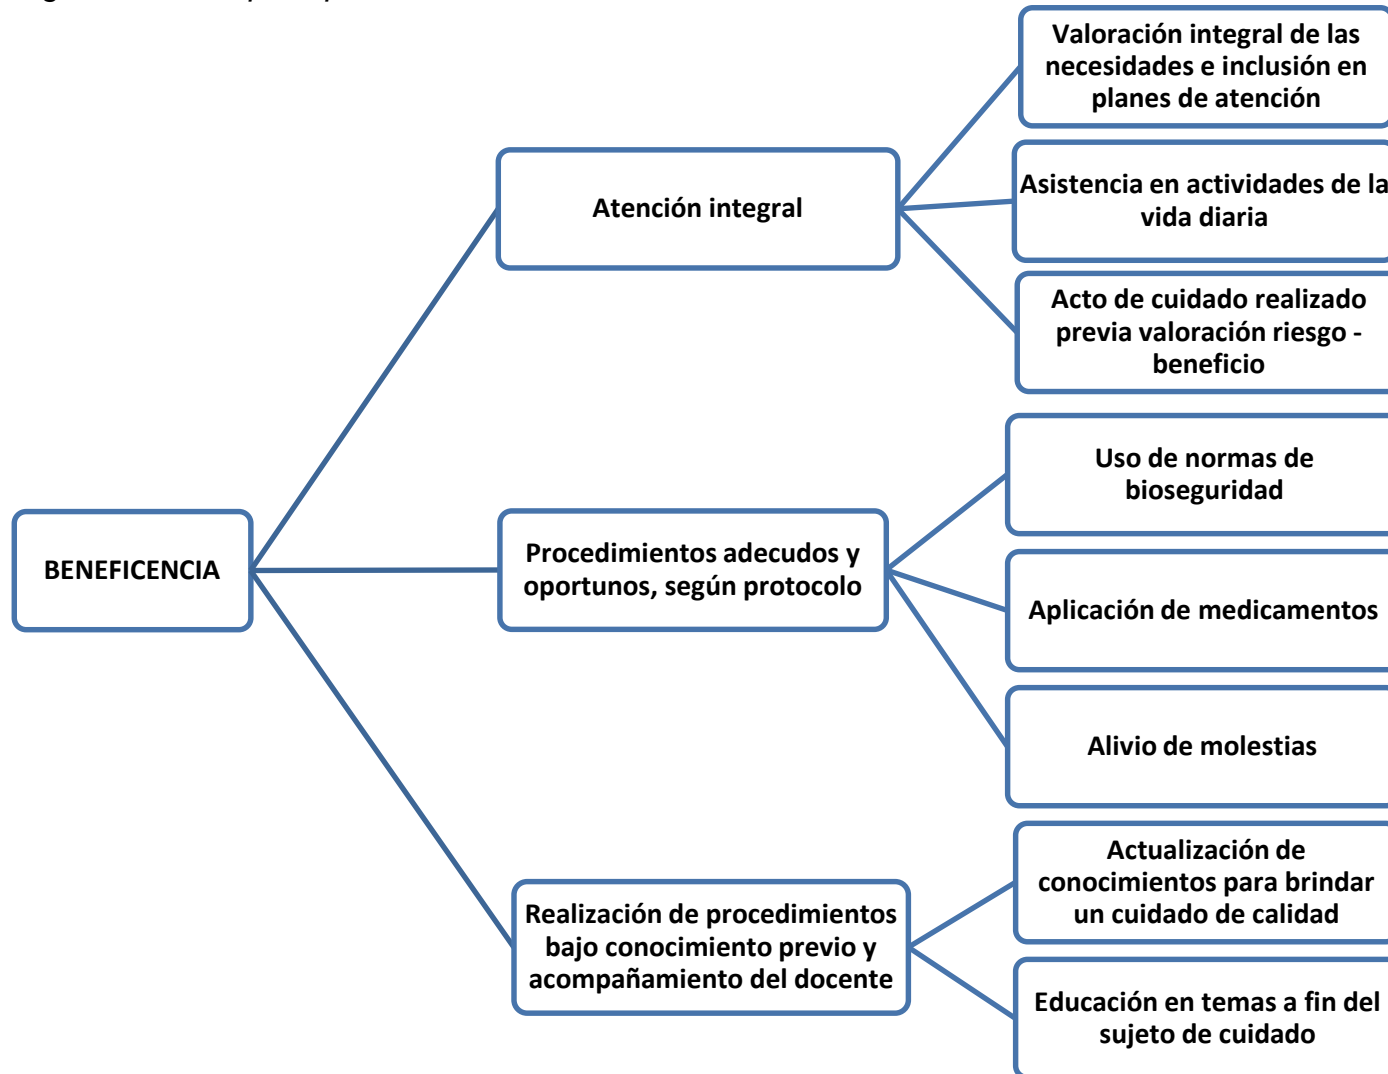 Valoración integral de las
necesidades e inclusión en
planes de atención
Atención integral
Asistencia en actividades de la
vida diaria
Acto de cuidado realizado
previa valoración riesgo -
beneficio
Uso de normas de
bioseguridad
BENEFICENCIA
Procedimientos adecudos y
oportunos, según protocolo
Aplicación de medicamentos
Alivio de molestias
Actualización de
conocimientos para brindar
un cuidado de calidad
Realización de procedimientos
bajo conocimiento previo y
acompañamiento del docente
Educación en temas a fin del
sujeto de cuidado